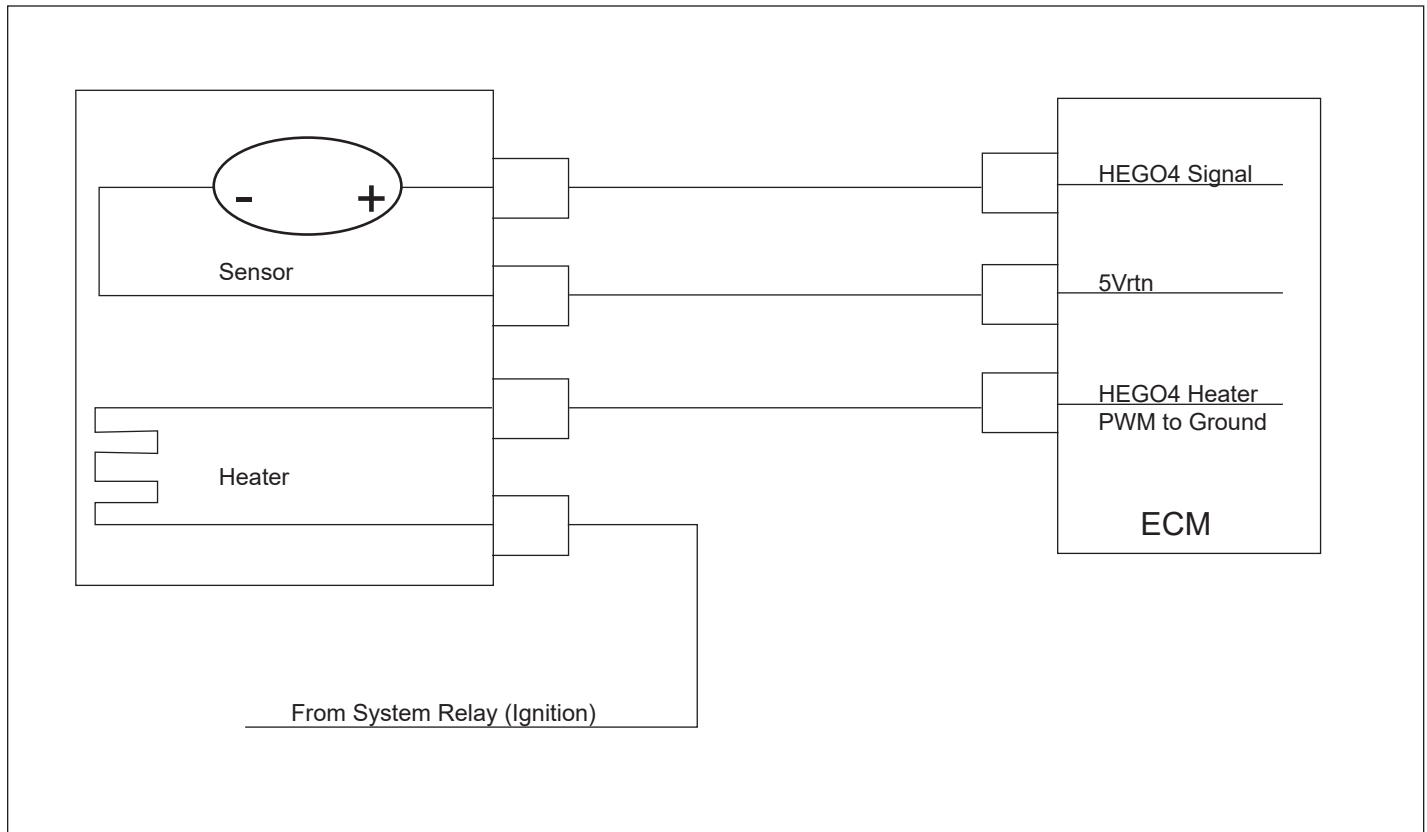 HEGO4 Signal
- +
Sensor
5Vrtn
HEGO4 Heater
PWM to Ground
Heater
ECM
From System Relay (Ignition)